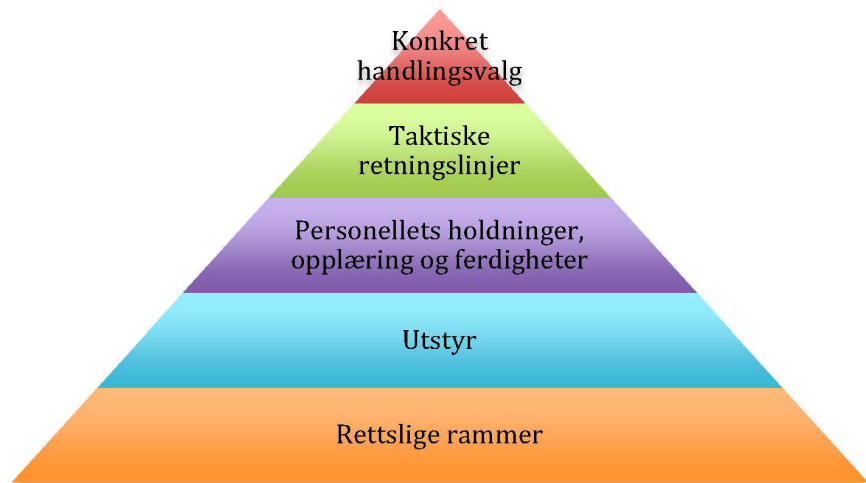 Konkret
handlingsvalg
Taktiske
retningslinjer
Personellets holdninger,
opplæring og ferdigheter
Utstyr
Rettslige rammer